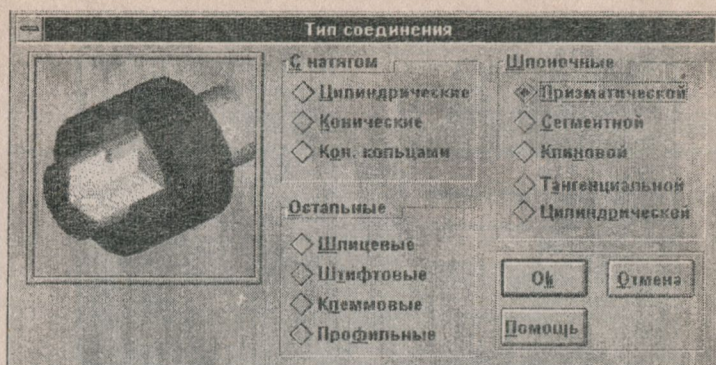 Тип соединения
С натягом
Цилиндрические
Конические
Кон. кольцами
Остальные
Шлицевые
Штифтовые
Клеммовые
Профильные
Шпоночные
Призматической
Сегментной
Клиновой
Тангенциальной
Цилиндрической
Ok
Отмена
Помощь